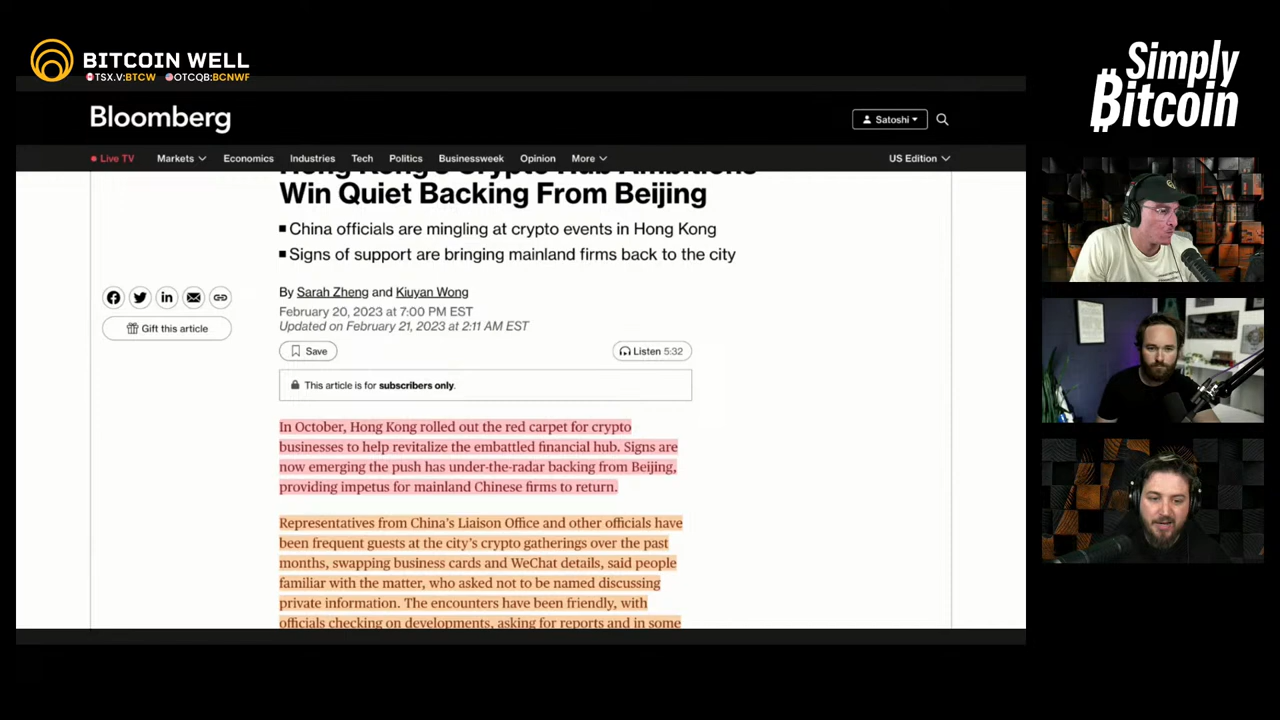 BITCOIN WELL
TSX.V:BTCW OTCQB:BCNWF
Simply
Bitcoin
Bloomberg
Satoshi
Live TV Markets Economics Industries Tech Politics Businessweek Opinion More US Edition
Hong Kong's Crypto Hub Ambitions
Win Quiet Backing From Beijing
China officials are mingling at crypto events in Hong Kong
Signs of support are bringing mainland firms back to the city
By Sarah Zheng and Kiuyan Wong
February 20, 2023 at 7:00 PM EST
Updated on February 21, 2023 at 2:11 AM EST
Gift this article
Save
Listen 5:32
This article is for subscribers only.
In October, Hong Kong rolled out the red carpet for crypto
businesses to help revitalize the embattled financial hub. Signs are
now emerging the push has under-the-radar backing from Beijing,
providing impetus for mainland Chinese firms to return.
Representatives from China's Liaison Office and other officials have
been frequent guests at the city's crypto gatherings over the past
months, swapping business cards and WeChat details, said people
familiar with the matter, who asked not to be named discussing
private information. The encounters have been friendly, with
officials checking on developments, asking for reports and in some